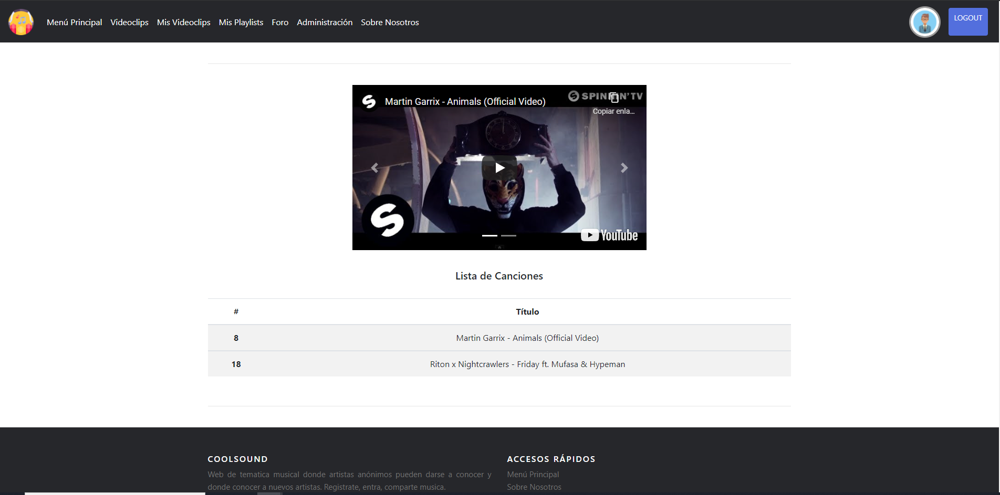 Menú Principal Videoclips Mis Videoclips Mis Playlists Foro Administración Sobre Nosotros LOGOUT
Martin Garrix - Animals (Official Video)
SPINNIN' TV
Copiar enla...
YouTube
Lista de Canciones
# Título
8 Martin Garrix - Animals (Official Video)
18 Riton x Nightcrawlers - Friday ft. Mufasa & Hypeman
COOLSOUND
Web de tematica musical donde artistas anónimos pueden darse a conocer y
donde conocer a nuevos artistas. Registrate, entra, comparte musica.
ACCESOS RÁPIDOS
Menú Principal
Sobre Nosotros